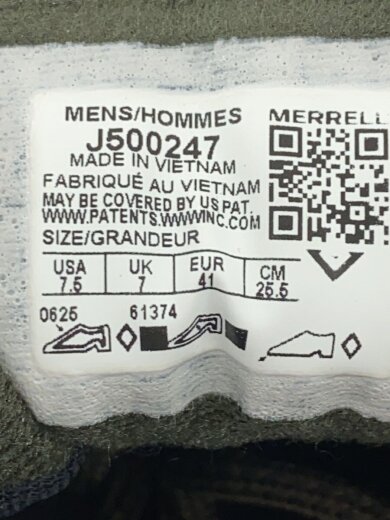 MENS/HOMMES
MERRELL
J500247
MADE IN VIETNAM
FABRIQUÉ AU VIETNAM
MAY BE COVERED BY US PAT.
WWW.PATENTS.WWWINC.COM
SIZE/GRANDEUR
USA UK EUR CM
7.5 7 41 25.5
0625 61374